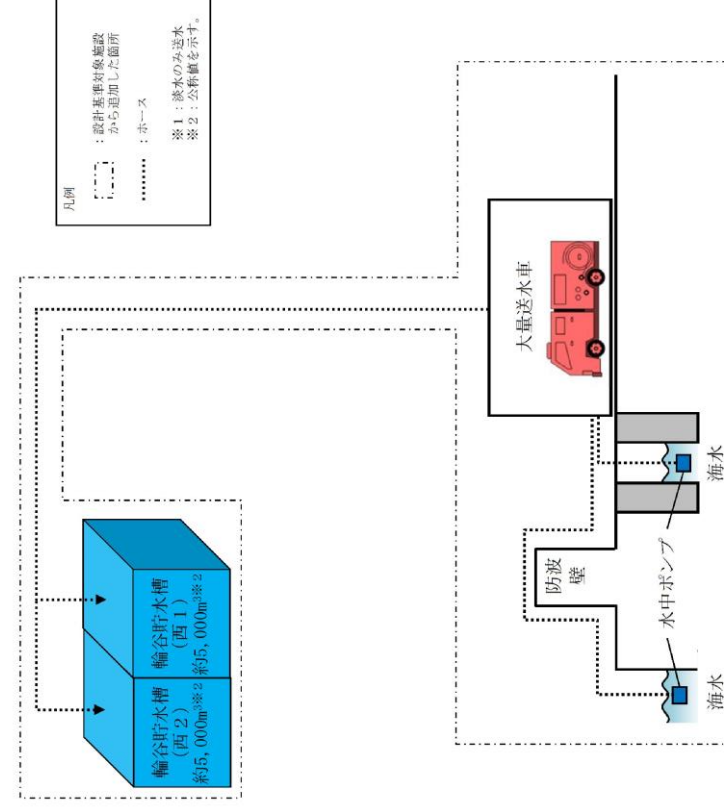 凡例
：設計基準対象施設
から追加した箇所
：ホース
※１：淡水のみ送水
※２：公称値を示す。
輪谷貯水槽
（西２）
約5,000m³※２
輪谷貯水槽
（西１）
約5,000m³※２
大量送水車
防波
壁
水中ポンプ
海水
海水